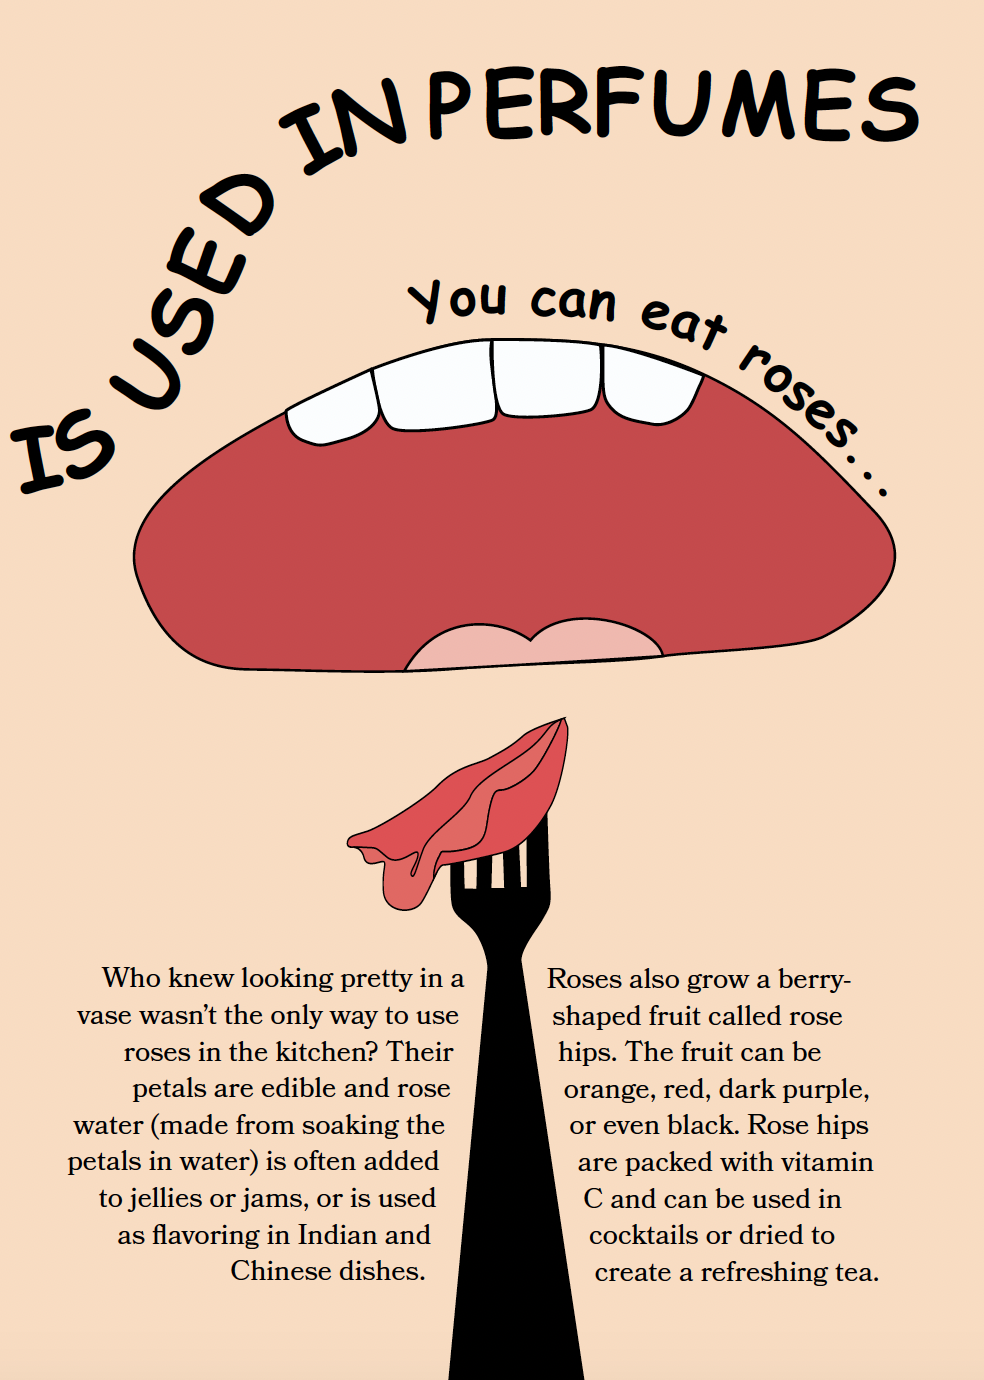 IS USED IN PERFUMES
You can eat roses...
Who knew looking pretty in a
vase wasn’t the only way to use
roses in the kitchen? Their
petals are edible and rose
water (made from soaking the
petals in water) is often added
to jellies or jams, or is used
as flavoring in Indian and
Chinese dishes.
Roses also grow a berry-
shaped fruit called rose
hips. The fruit can be
orange, red, dark purple,
or even black. Rose hips
are packed with vitamin
C and can be used in
cocktails or dried to
create a refreshing tea.